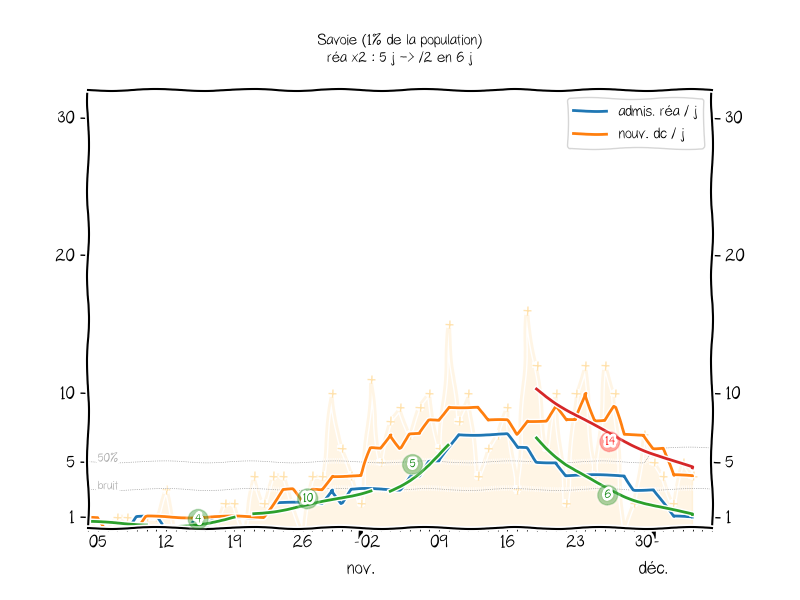 Savoie (1% de la population)
réa x2 : 5 j -> /2 en 6 j
admis. réa / j
nouv. dc / j
30
30
20
20
10
10
14
50%
5
5
5
bruit
10
6
4
1
1
05 12 19 26 02 09 16 23 30
nov. déc.